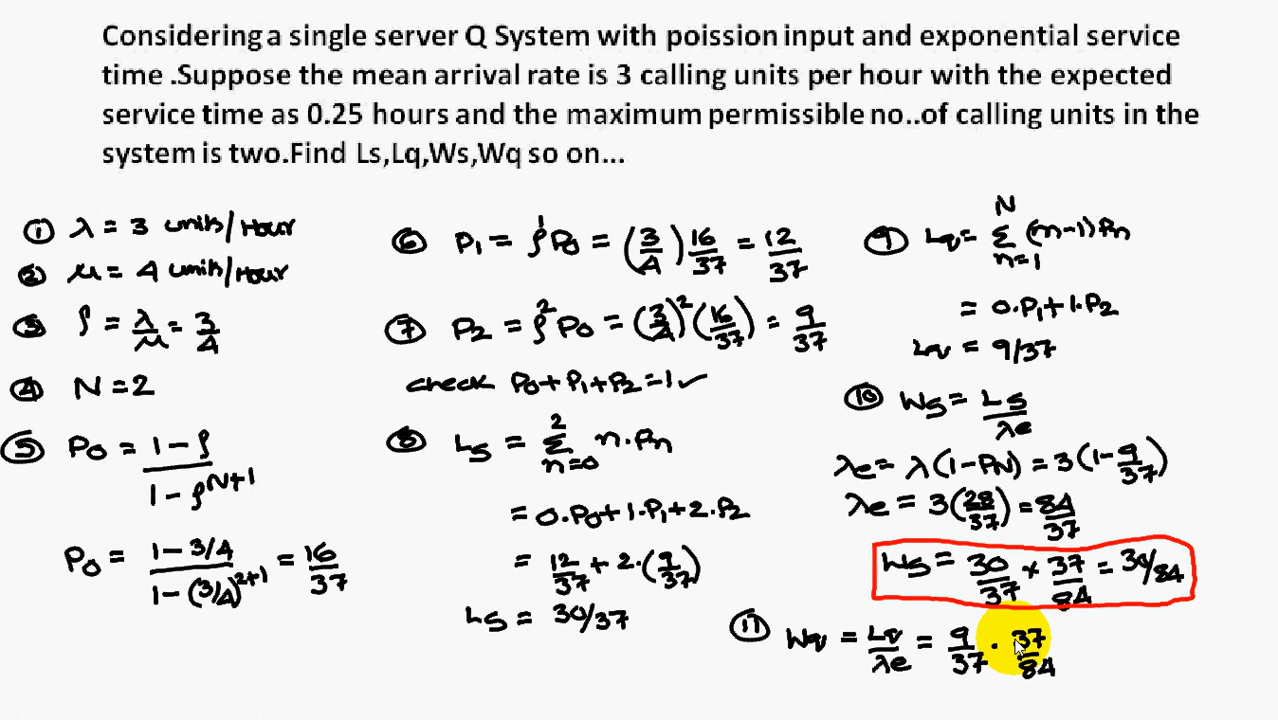 Considering a single server Q System with poission input and exponential service
time .Suppose the mean arrival rate is 3 calling units per hour with the expected
service time as 0.25 hours and the maximum permissible no..of calling units in the
system is two.Find Ls,Lq,Ws,Wq so on...
① λ = 3 units/Hour
② μ = 4 units/Hour
③ ρ = λ/μ = 3/4
④ N = 2
⑤ P0 = (1 - ρ)/(1 - ρ^(N+1))
P0 = (1 - 3/4)/(1 - (3/4)^(2+1)) = 16/37
⑥ P1 = ρ^1 P0 = (3/4) 16/37 = 12/37
⑦ P2 = ρ^2 P0 = (3/4)^2 (16/37) = 9/37
check P0+P1+P2=1 ✓
⑧ Ls = Σ_{n=0}^{2} n.Pn
= 0.P0+1.P1+2.P2
= 12/37 + 2.(9/37)
Ls = 30/37
⑨ Lq = Σ_{n=1}^{N} (n-1)Pn
= 0.P1+1.P2
Lq = 9/37
⑩ Ws = Ls/λe
λe = λ(1-PN) = 3(1-9/37)
λe = 3(28/37) = 84/37
Ws = 30/37 * 37/84 = 30/84
⑪ Wq = Lq/λe = 9/37 . 37/84